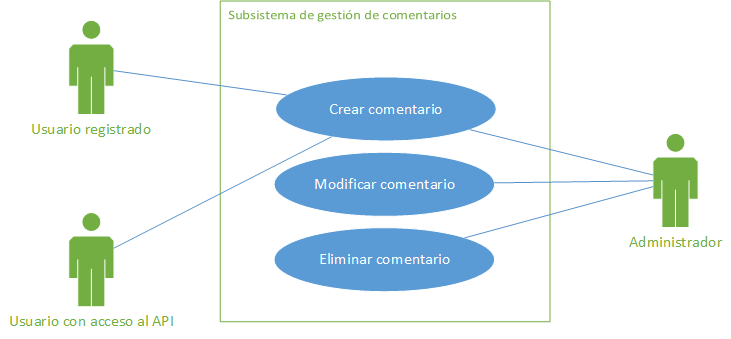 Subsistema de gestión de comentarios
Crear comentario
Usuario registrado
Modificar comentario
Administrador
Eliminar comentario
Usuario con acceso al API